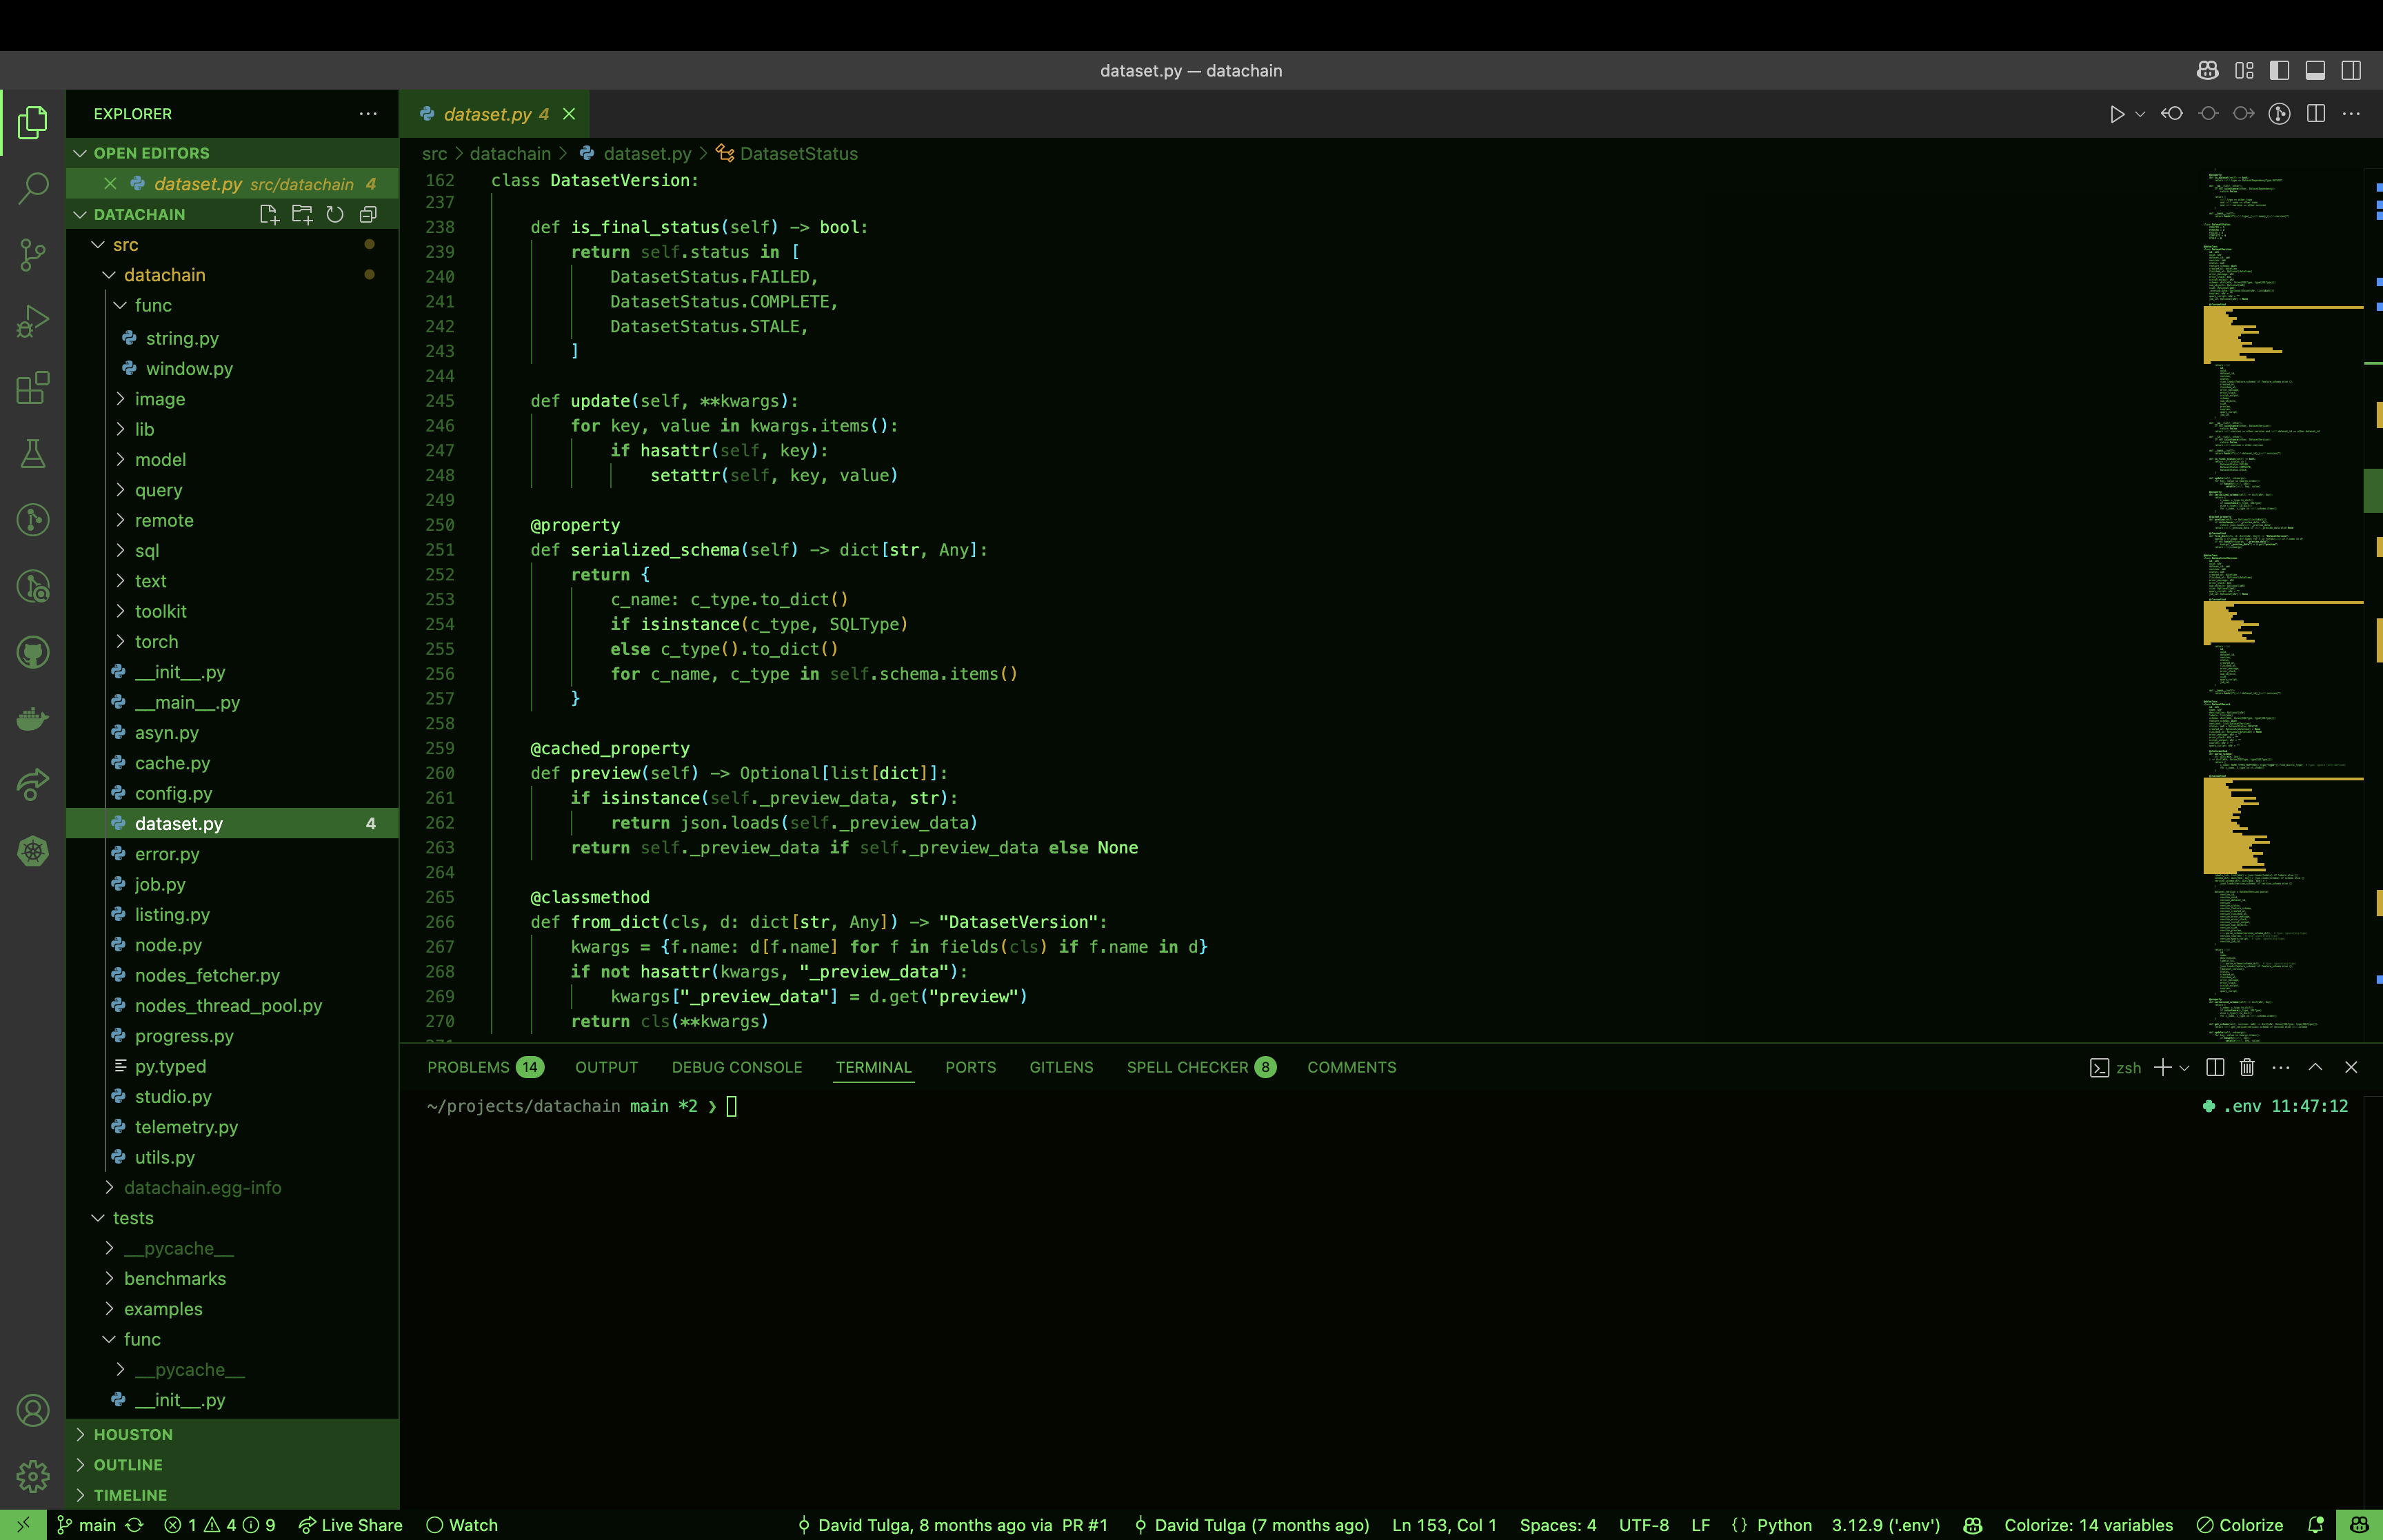 dataset.py — datachain
EXPLORER
dataset.py 4
OPEN EDITORS
dataset.py src/datachain 4
DATACHAIN
src
datachain
func
string.py
window.py
image
lib
model
query
remote
sql
text
toolkit
torch
__init__.py
__main__.py
asyn.py
cache.py
config.py
dataset.py 4
error.py
job.py
listing.py
node.py
nodes_fetcher.py
nodes_thread_pool.py
progress.py
py.typed
studio.py
telemetry.py
utils.py
datachain.egg-info
tests
__pycache__
benchmarks
examples
func
__pycache__
__init__.py
HOUSTON
OUTLINE
TIMELINE
src > datachain > dataset.py > DatasetStatus
162 class DatasetVersion:
237
238     def is_final_status(self) -> bool:
239         return self.status in [
240             DatasetStatus.FAILED,
241             DatasetStatus.COMPLETE,
242             DatasetStatus.STALE,
243         ]
244
245     def update(self, **kwargs):
246         for key, value in kwargs.items():
247             if hasattr(self, key):
248                 setattr(self, key, value)
249
250     @property
251     def serialized_schema(self) -> dict[str, Any]:
252         return {
253             c_name: c_type.to_dict()
254             if isinstance(c_type, SQLType)
255             else c_type().to_dict()
256             for c_name, c_type in self.schema.items()
257         }
258
259     @cached_property
260     def preview(self) -> Optional[list[dict]]:
261         if isinstance(self._preview_data, str):
262             return json.loads(self._preview_data)
263         return self._preview_data if self._preview_data else None
264
265     @classmethod
266     def from_dict(cls, d: dict[str, Any]) -> "DatasetVersion":
267         kwargs = {f.name: d[f.name] for f in fields(cls) if f.name in d}
268         if not hasattr(kwargs, "_preview_data"):
269             kwargs["_preview_data"] = d.get("preview")
270         return cls(**kwargs)
PROBLEMS 14 OUTPUT DEBUG CONSOLE TERMINAL PORTS GITLENS SPELL CHECKER 8 COMMENTS
zsh
~/projects/datachain main *2 ❯
.env 11:47:12
main 1 4 9 Live Share Watch David Tulga, 8 months ago via PR #1 David Tulga (7 months ago) Ln 153, Col 1 Spaces: 4 UTF-8 LF {} Python 3.12.9 ('.env') Colorize: 14 variables Colorize